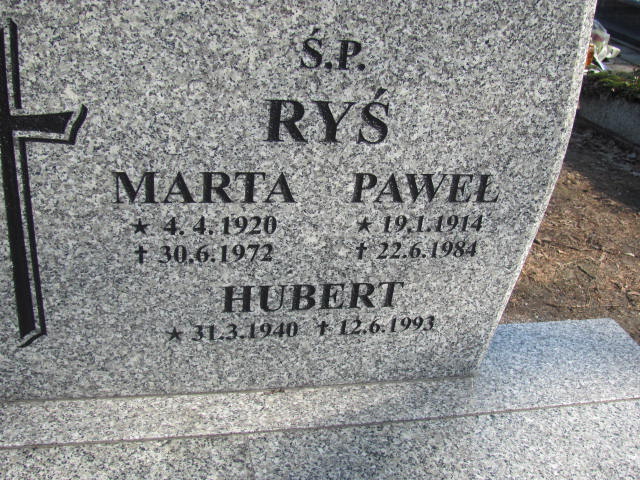 Ś.P.
RYŚ
MARTA PAWEŁ
★ 4.4.1920 ★ 19.1.1914
✝ 30.6.1972 ✝ 22.6.1984
HUBERT
★ 31.3.1940 ✝ 12.6.1993